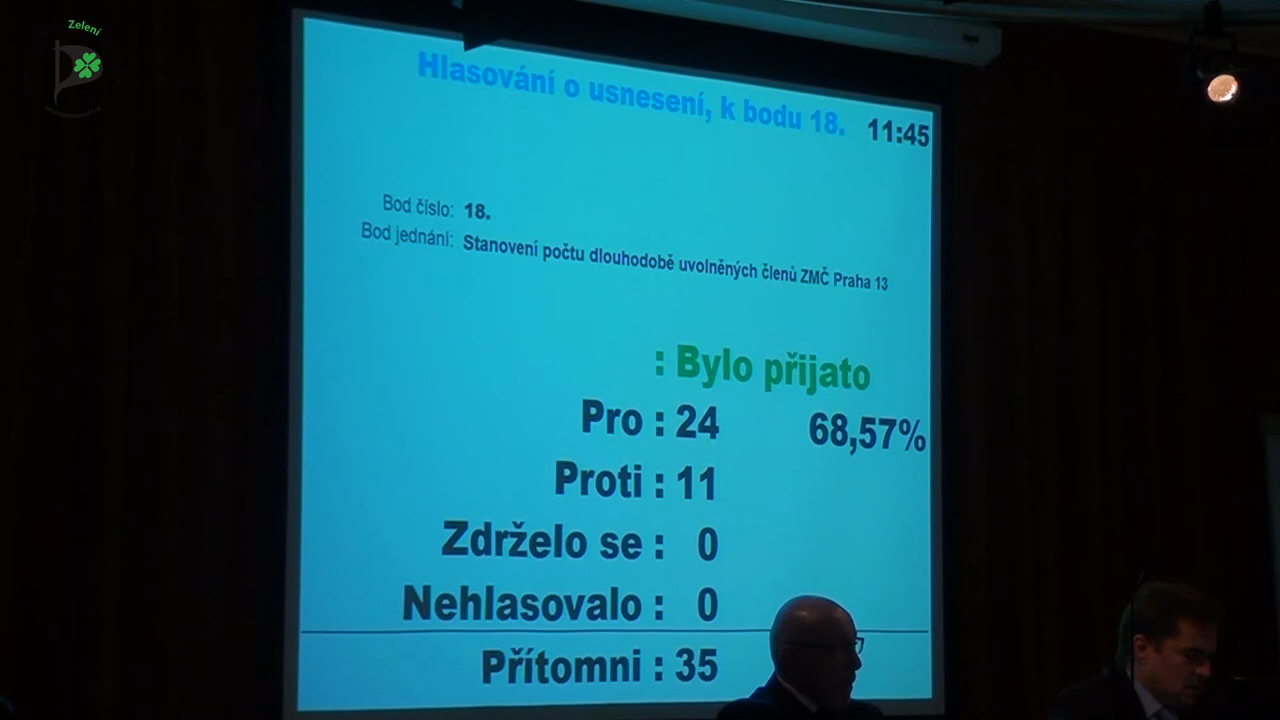 Zelení
Hlasování o usnesení, k bodu 18.
11:45
Bod číslo: 18.
Bod jednání: Stanovení počtu dlouhodobě uvolněných členů ZMČ Praha 13
: Bylo přijato
Pro : 24 68,57%
Proti : 11
Zdrželo se : 0
Nehlasovalo : 0
Přítomni : 35